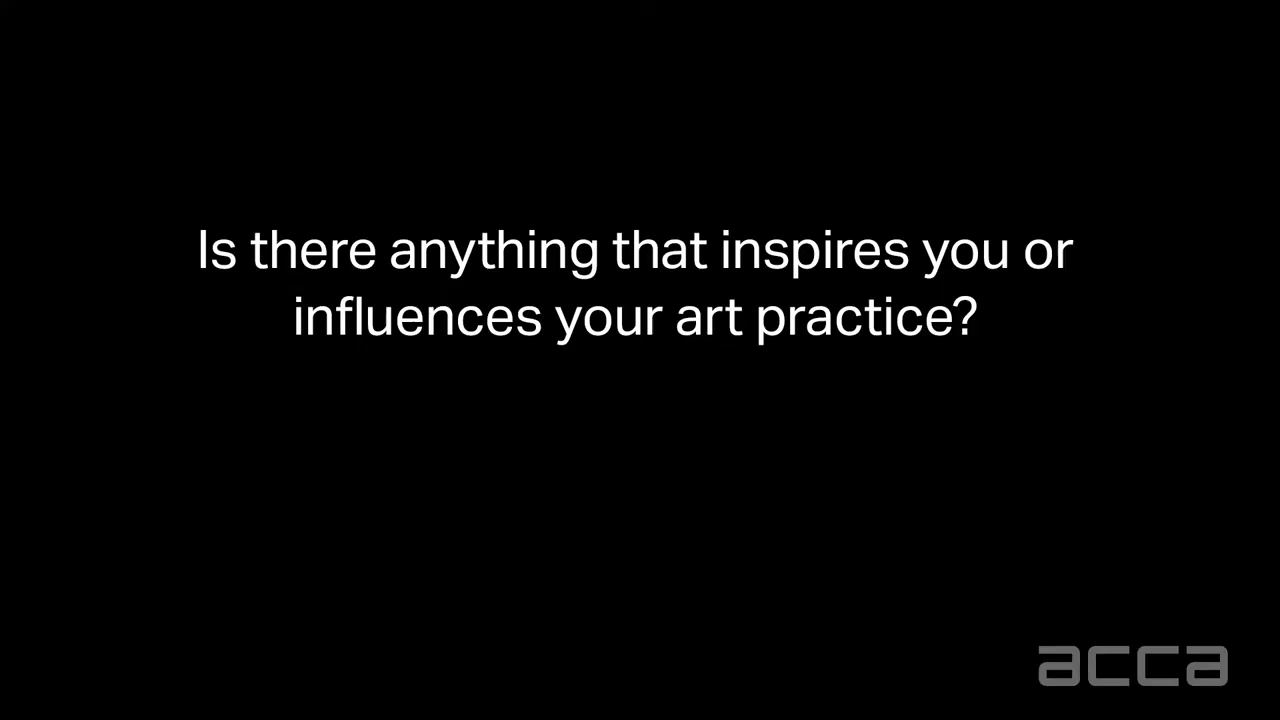 Is there anything that inspires you or
influences your art practice?
acca